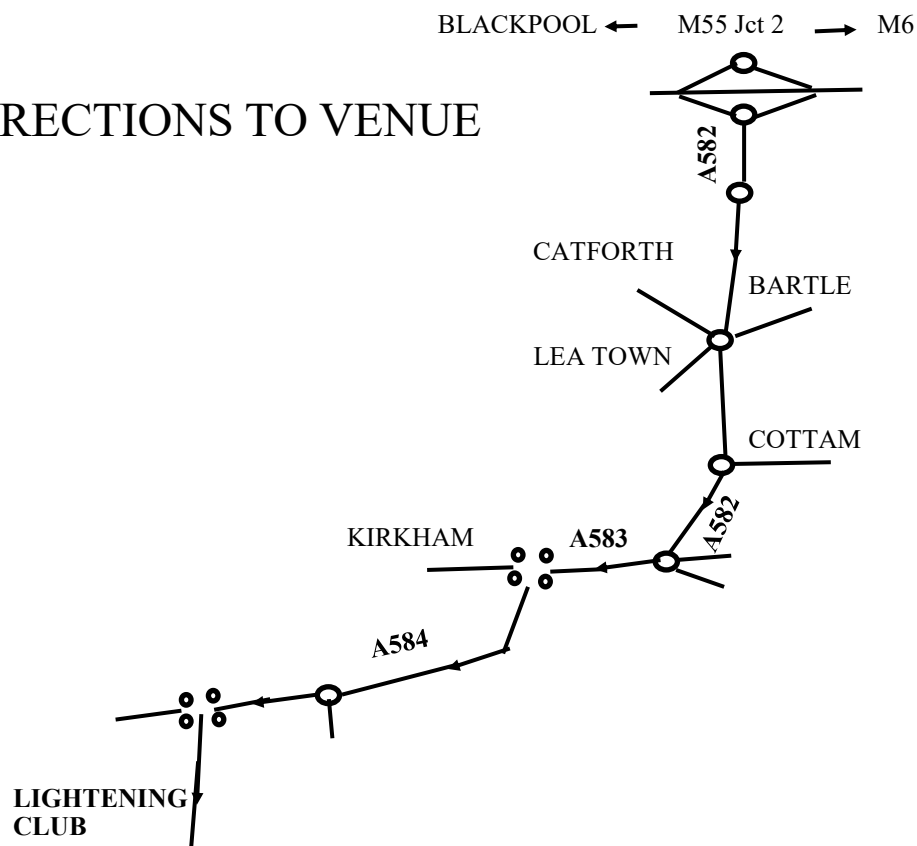 BLACKPOOL M55 Jct 2 M6
RECTIONS TO VENUE
A582
CATFORTH
BARTLE
LEA TOWN
COTTAM
A582
KIRKHAM
A583
A584
LIGHTENING
CLUB